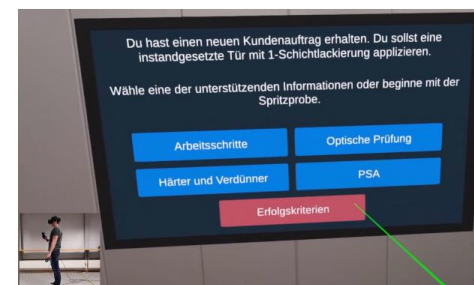 Du hast einen neuen Kundenauftrag erhalten. Du sollst eine
instandgesetzte Tür mit 1-Schichtlackierung applizieren.
Wähle eine der unterstützenden Informationen oder beginne mit der
Spritzprobe.
Arbeitsschritte
Optische Prüfung
Härter und Verdünner
PSA
Erfolgskriterien